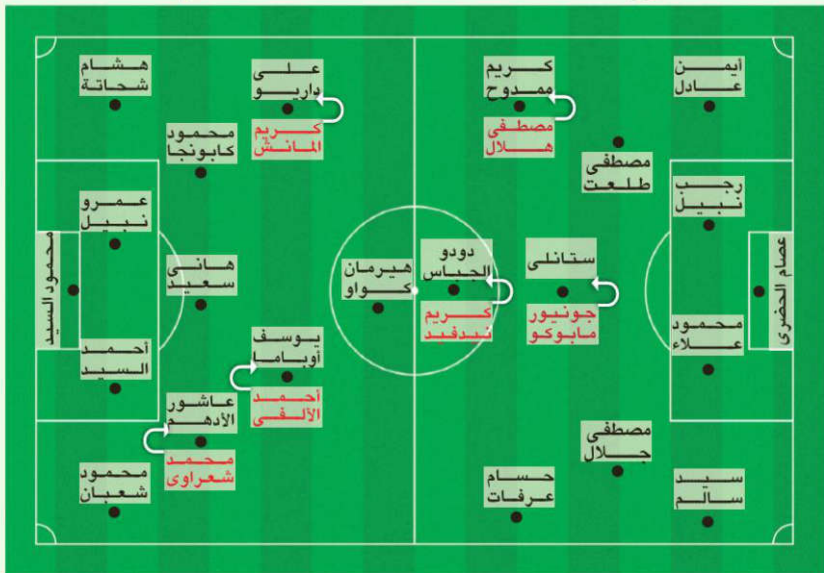 هشام
شحاتة
على
داريو
كريم
المانش
محمود
كابونجا
عمرو
نبيل
محمود السيد
هانى
سعيد
أحمد
السيد
يوسف
أوباما
أحمد
الألفى
عاشور
الأدهم
محمد
شعراوى
محمود
شعبان
هيرمان
كواو
كريم
ممدوح
مصطفى
هلال
أيمن
عادل
مصطفى
طلعت
رجب
نبيل
عصام الحضرى
دودو
الجباس
كريم
نيدفيد
ستانلى
جونيور
مابوكو
محمود
علاء
مصطفى
جلال
حسام
عرفات
سيد
سالم